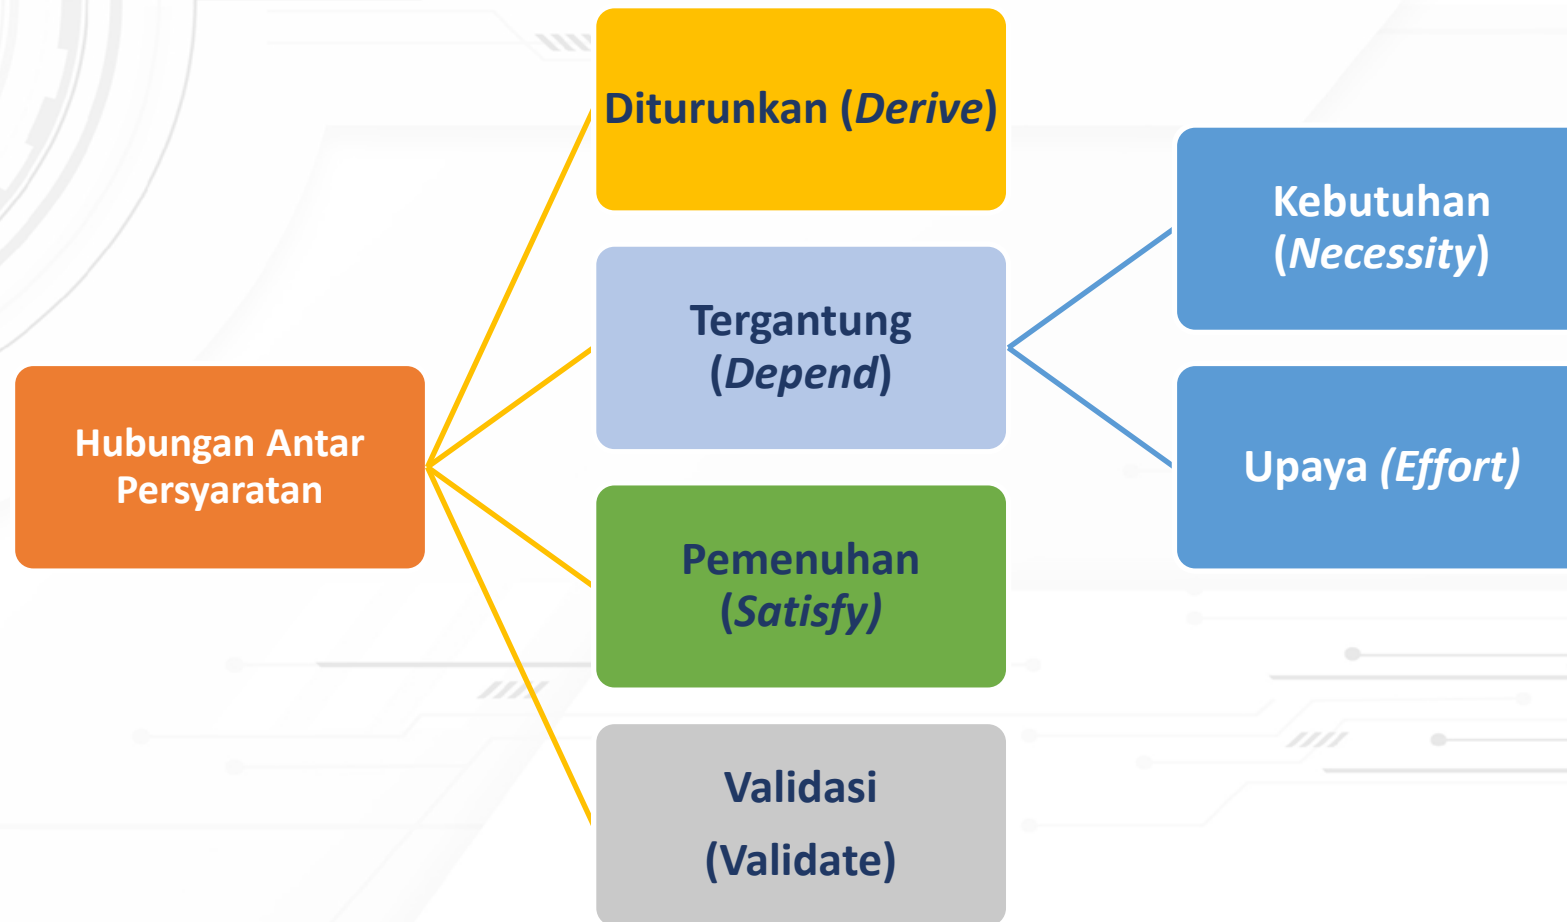 Hubungan Antar
Persyaratan
Diturunkan (Derive)
Tergantung
(Depend)
Pemenuhan
(Satisfy)
Validasi
(Validate)
Kebutuhan
(Necessity)
Upaya (Effort)